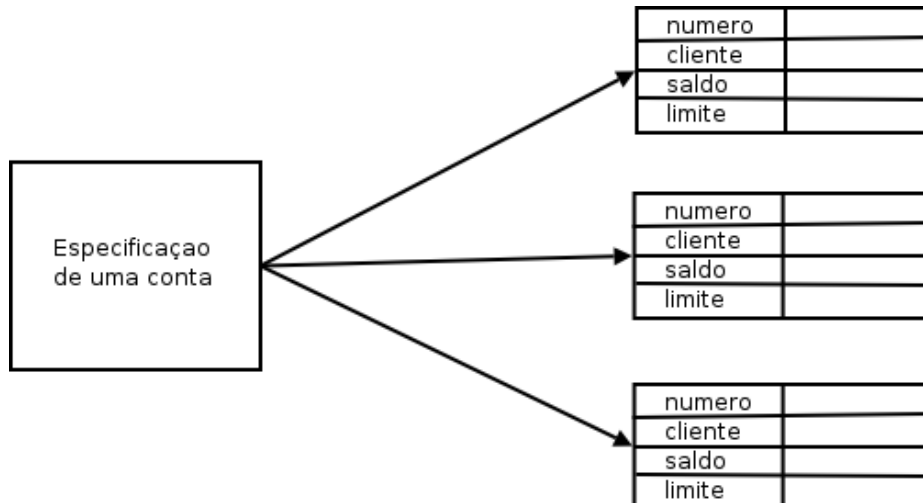 numero
cliente
saldo
limite
Especificaçao
de uma conta
numero
cliente
saldo
limite
numero
cliente
saldo
limite